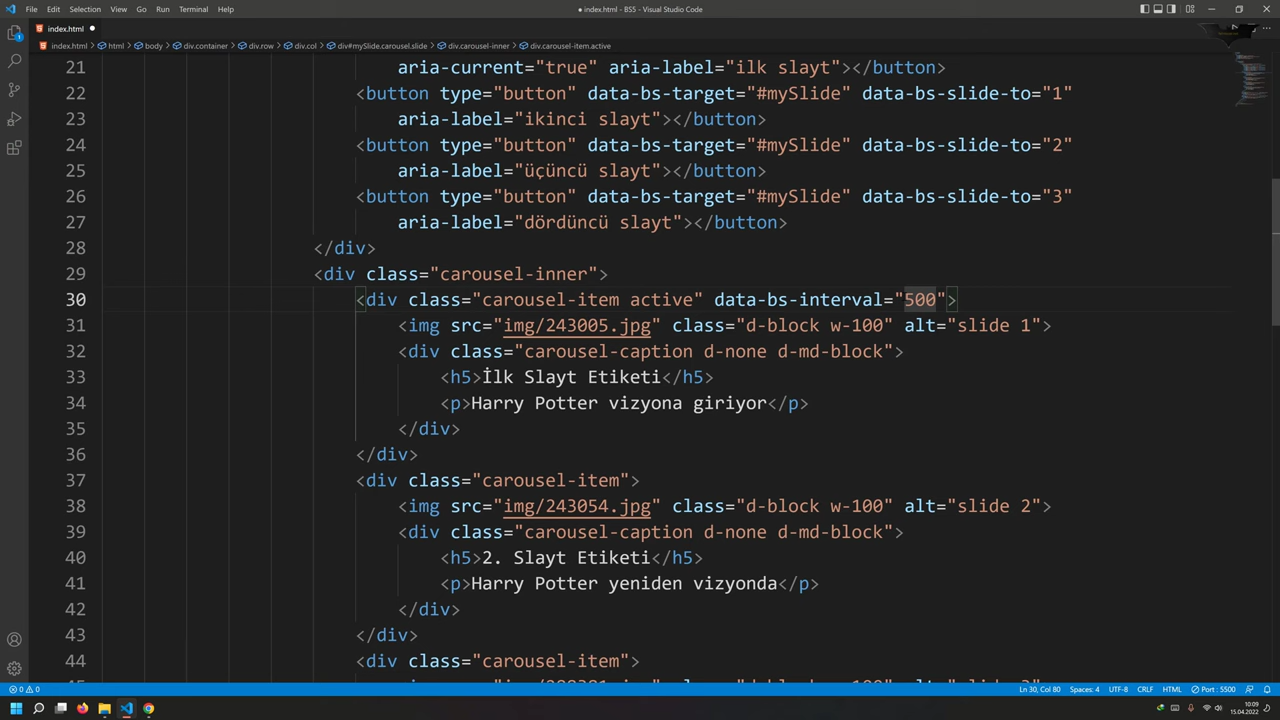 File Edit Selection View Go Run Terminal Help
● index.html - BS5 - Visual Studio Code
index.html ●
index.html > html > body > div.container > div.row > div.col > div#mySlide.carousel.slide > div.carousel-inner > div.carousel-item.active
21 aria-current="true" aria-label="ilk slayt"></button>
22 <button type="button" data-bs-target="#mySlide" data-bs-slide-to="1"
23 aria-label="ikinci slayt"></button>
24 <button type="button" data-bs-target="#mySlide" data-bs-slide-to="2"
25 aria-label="üçüncü slayt"></button>
26 <button type="button" data-bs-target="#mySlide" data-bs-slide-to="3"
27 aria-label="dördüncü slayt"></button>
28 </div>
29 <div class="carousel-inner">
30 <div class="carousel-item active" data-bs-interval="500">
31 <img src="img/243005.jpg" class="d-block w-100" alt="slide 1">
32 <div class="carousel-caption d-none d-md-block">
33 <h5>İlk Slayt Etiketi</h5>
34 <p>Harry Potter vizyona giriyor</p>
35 </div>
36 </div>
37 <div class="carousel-item">
38 <img src="img/243054.jpg" class="d-block w-100" alt="slide 2">
39 <div class="carousel-caption d-none d-md-block">
40 <h5>2. Slayt Etiketi</h5>
41 <p>Harry Potter yeniden vizyonda</p>
42 </div>
43 </div>
44 <div class="carousel-item">
0 0 Ln 30, Col 80 Spaces: 4 UTF-8 CRLF HTML Port : 5500
10:09
15.04.2022